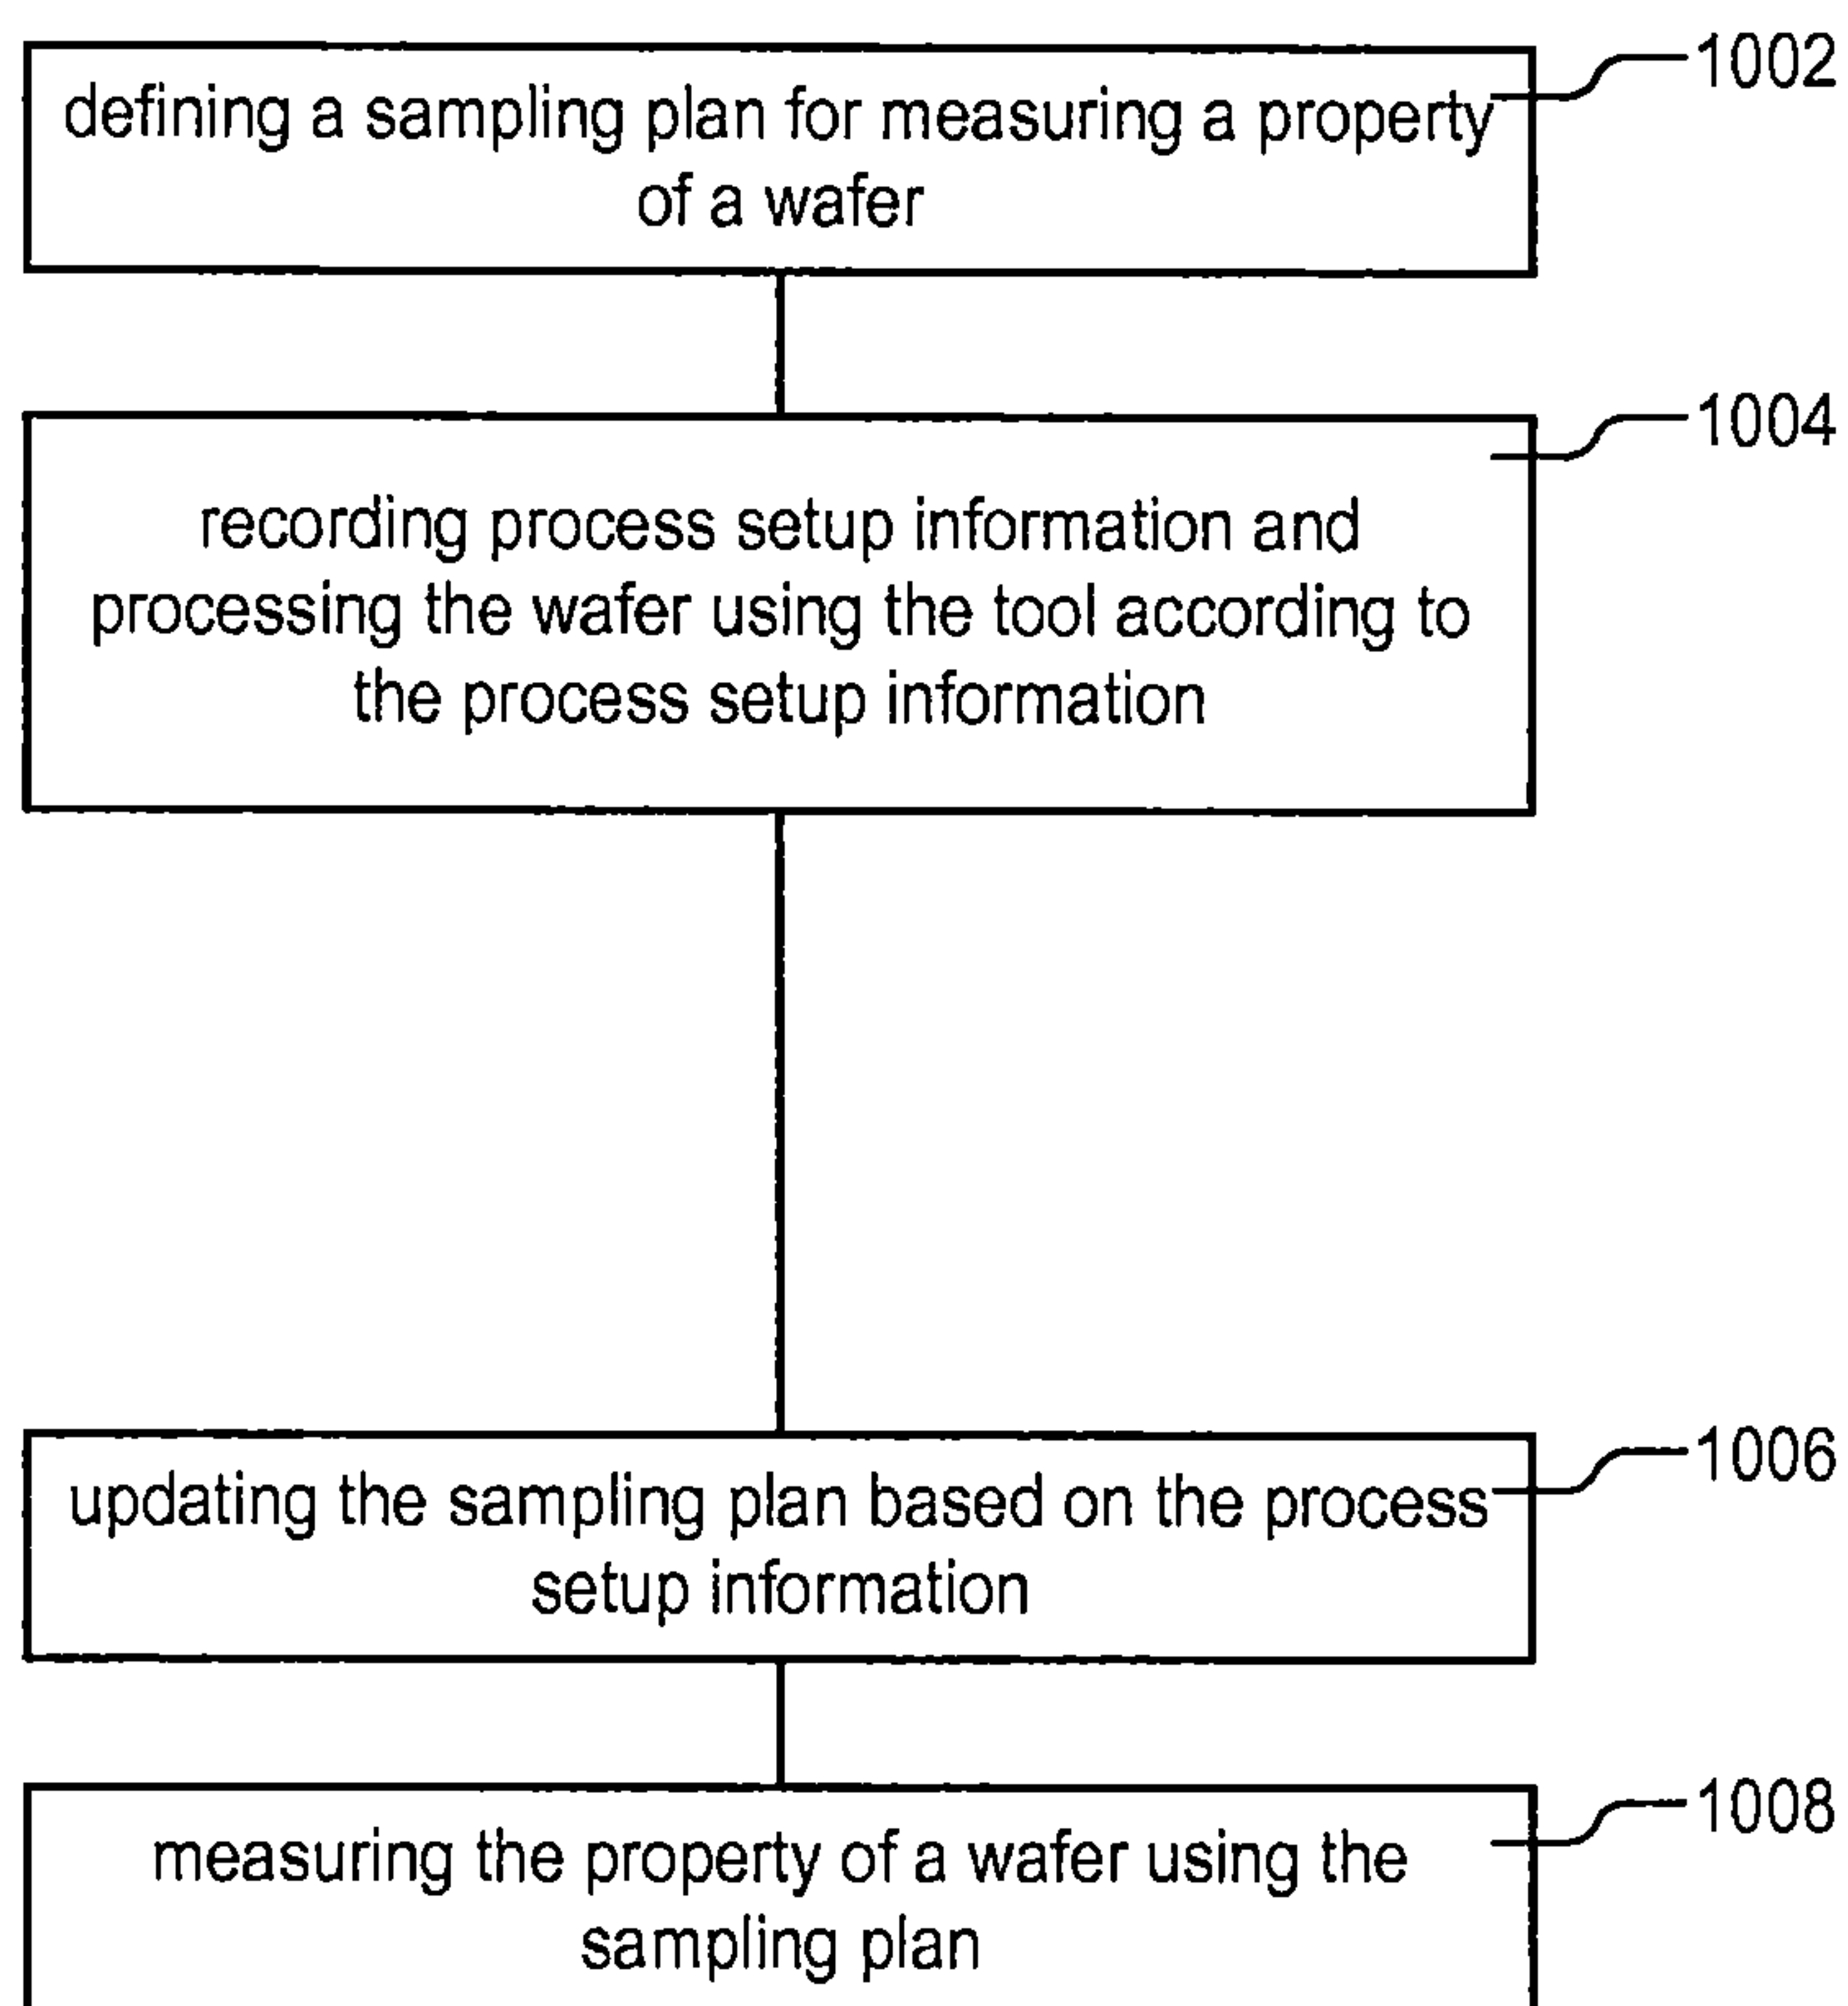 1002
defining a sampling plan for measuring a property
of a wafer
1004
recording process setup information and
processing the wafer using the tool according to
the process setup information
1006
updating the sampling plan based on the process
setup information
1008
measuring the property of a wafer using the
sampling plan